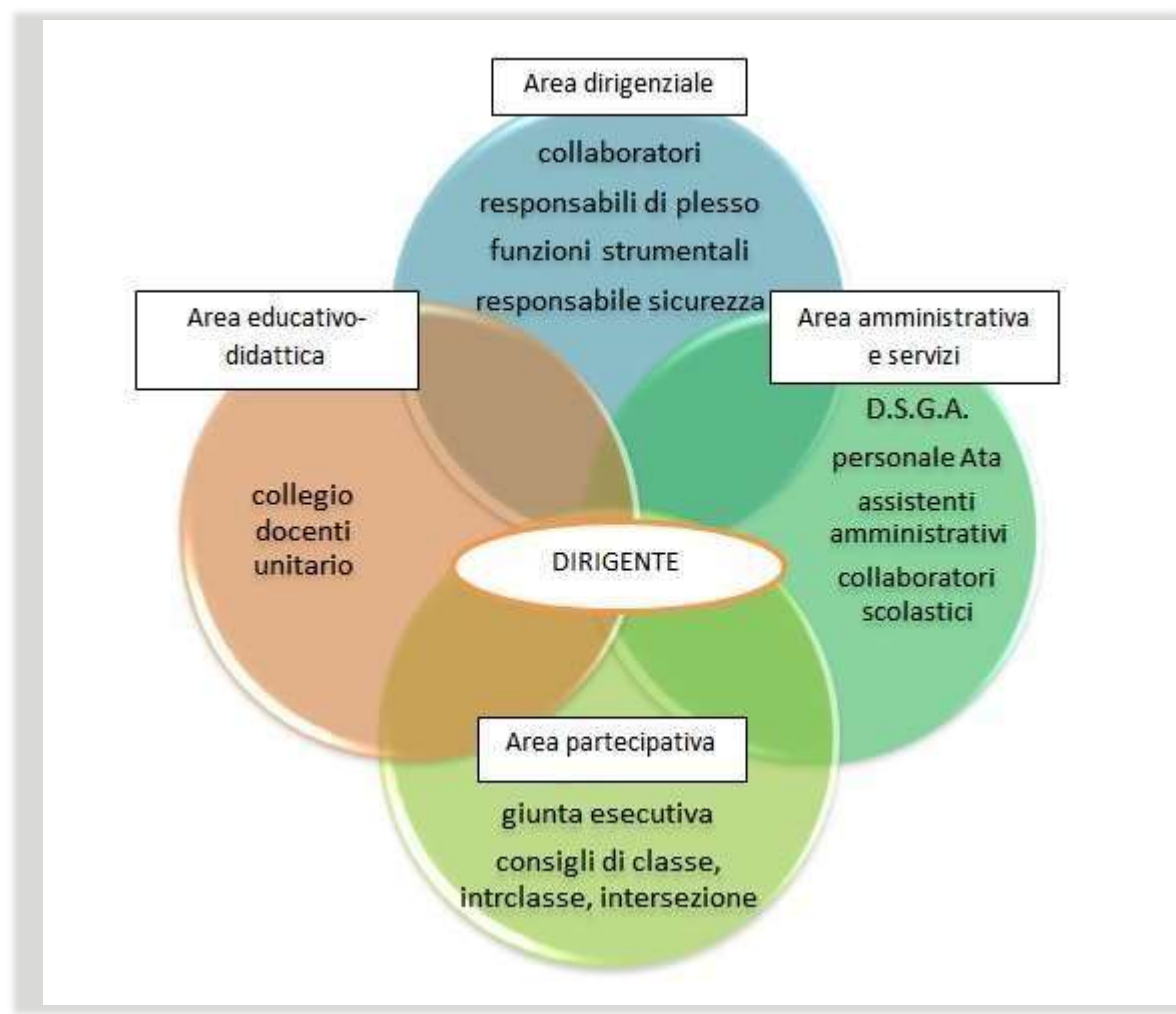 Area dirigenziale
collaboratori
responsabili di plesso
funzioni strumentali
responsabile sicurezza
Area educativo-
didattica
collegio
docenti
unitario
Area amministrativa
e servizi
D.S.G.A.
personale Ata
assistenti
amministrativi
collaboratori
scolastici
DIRIGENTE
Area partecipativa
giunta esecutiva
consigli di classe,
intrclasse, intersezione